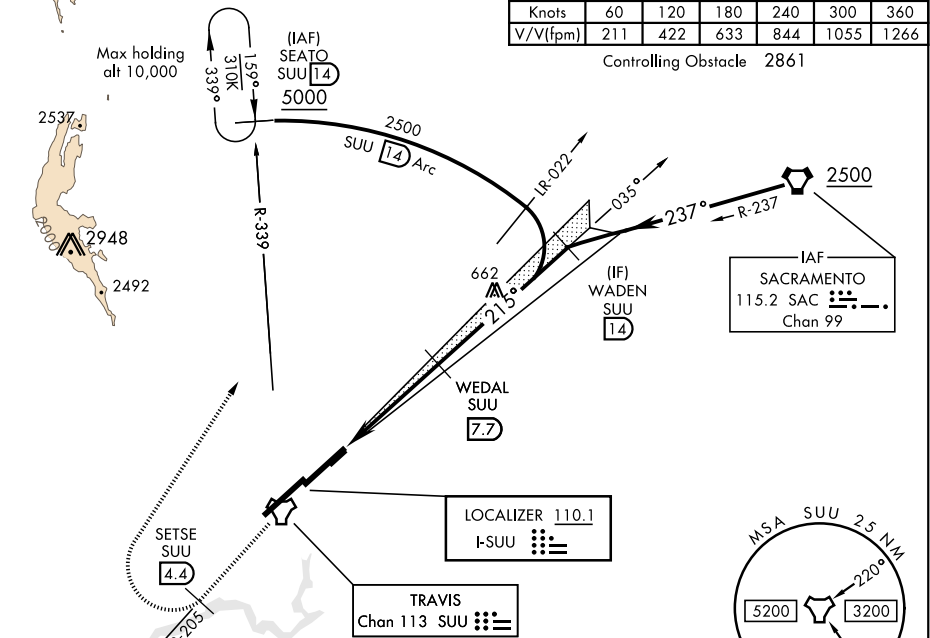 Knots 60 120 180 240 300 360
V/V(fpm) 211 422 633 844 1055 1266
Controlling Obstacle 2861
Max holding
alt 10,000
339°
310K
159°
(IAF)
SEATO
SUU 14
5000
2500
SUU 14 Arc
LR-022
035°
237°
R-237
2500
IAF
SACRAMENTO
115.2 SAC
Chan 99
2537
2000
2948
2492
R-339
662
215°
(IF)
WADEN
SUU
14
WEDAL
SUU
7.7
LOCALIZER 110.1
I-SUU
SETSE
SUU
4.4
TRAVIS
Chan 113 SUU
-205
MSA SUU 25 NM
220°
5200
3200